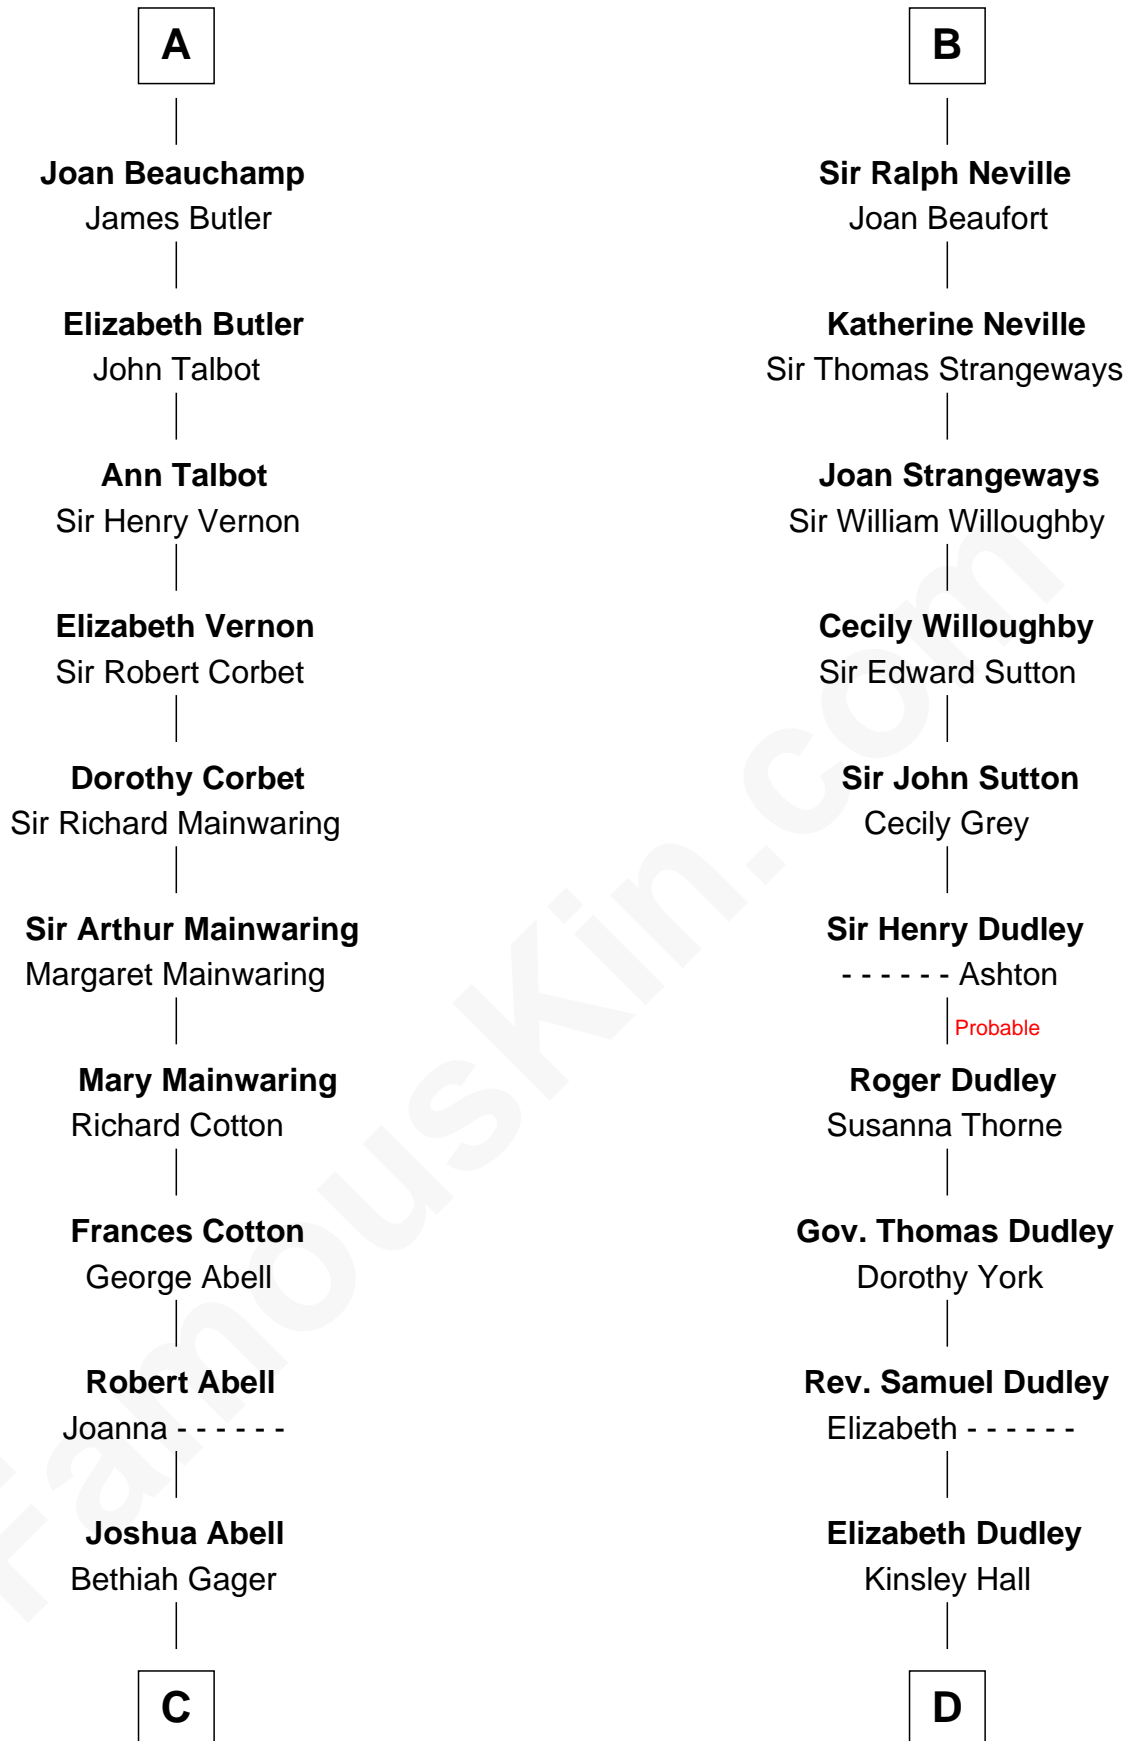 A
Joan Beauchamp
James Butler
Elizabeth Butler
John Talbot
Ann Talbot
Sir Henry Vernon
Elizabeth Vernon
Sir Robert Corbet
Dorothy Corbet
Sir Richard Mainwaring
Sir Arthur Mainwaring
Margaret Mainwaring
Mary Mainwaring
Richard Cotton
Frances Cotton
George Abell
Robert Abell
Joanna - - - - - -
Joshua Abell
Bethiah Gager
C
B
Sir Ralph Neville
Joan Beaufort
Katherine Neville
Sir Thomas Strangeways
Joan Strangeways
Sir William Willoughby
Cecily Willoughby
Sir Edward Sutton
Sir John Sutton
Cecily Grey
Sir Henry Dudley
- - - - - - Ashton
Probable
Roger Dudley
Susanna Thorne
Gov. Thomas Dudley
Dorothy York
Rev. Samuel Dudley
Elizabeth - - - - - -
Elizabeth Dudley
Kinsley Hall
D
FamousKin.com